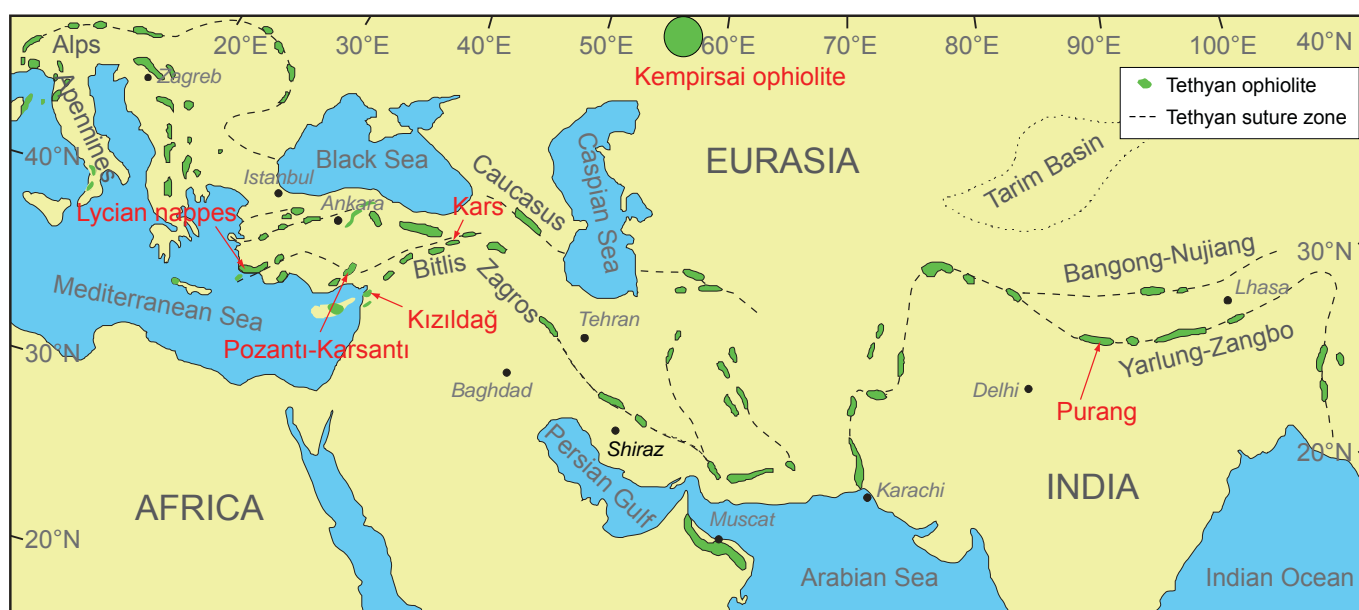 Alps
20°E
30°E
40°E
50°E
60°E
70°E
80°E
90°E
100°E
40°N
Kempirsai ophiolite
Zagreb
Tethyan ophiolite
Tethyan suture zone
Apennines
40°N
Black Sea
Caspian Sea
EURASIA
Tarim Basin
Istanbul
Caucasus
Lycian nappes
Ankara
Kars
30°N
Bangong-Nujiang
Bitlis
Zagros
Lhasa
Mediterranean Sea
Kızıldağ
Tehran
Pozantı-Karsantı
30°N
Yarlung-Zangbo
Baghdad
Delhi
Purang
Shiraz
20°N
Persian Gulf
Karachi
INDIA
AFRICA
Muscat
20°N
Arabian Sea
Indian Ocean